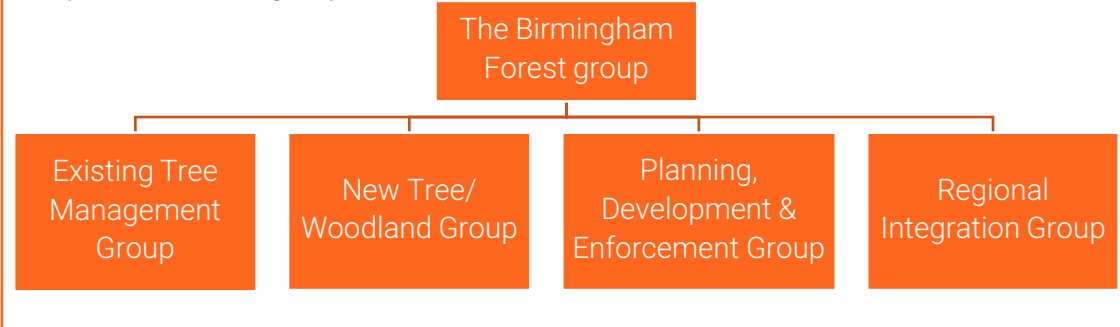 The Birmingham
Forest group
Existing Tree
Management
Group
New Tree/
Woodland Group
Planning,
Development &
Enforcement Group
Regional
Integration Group